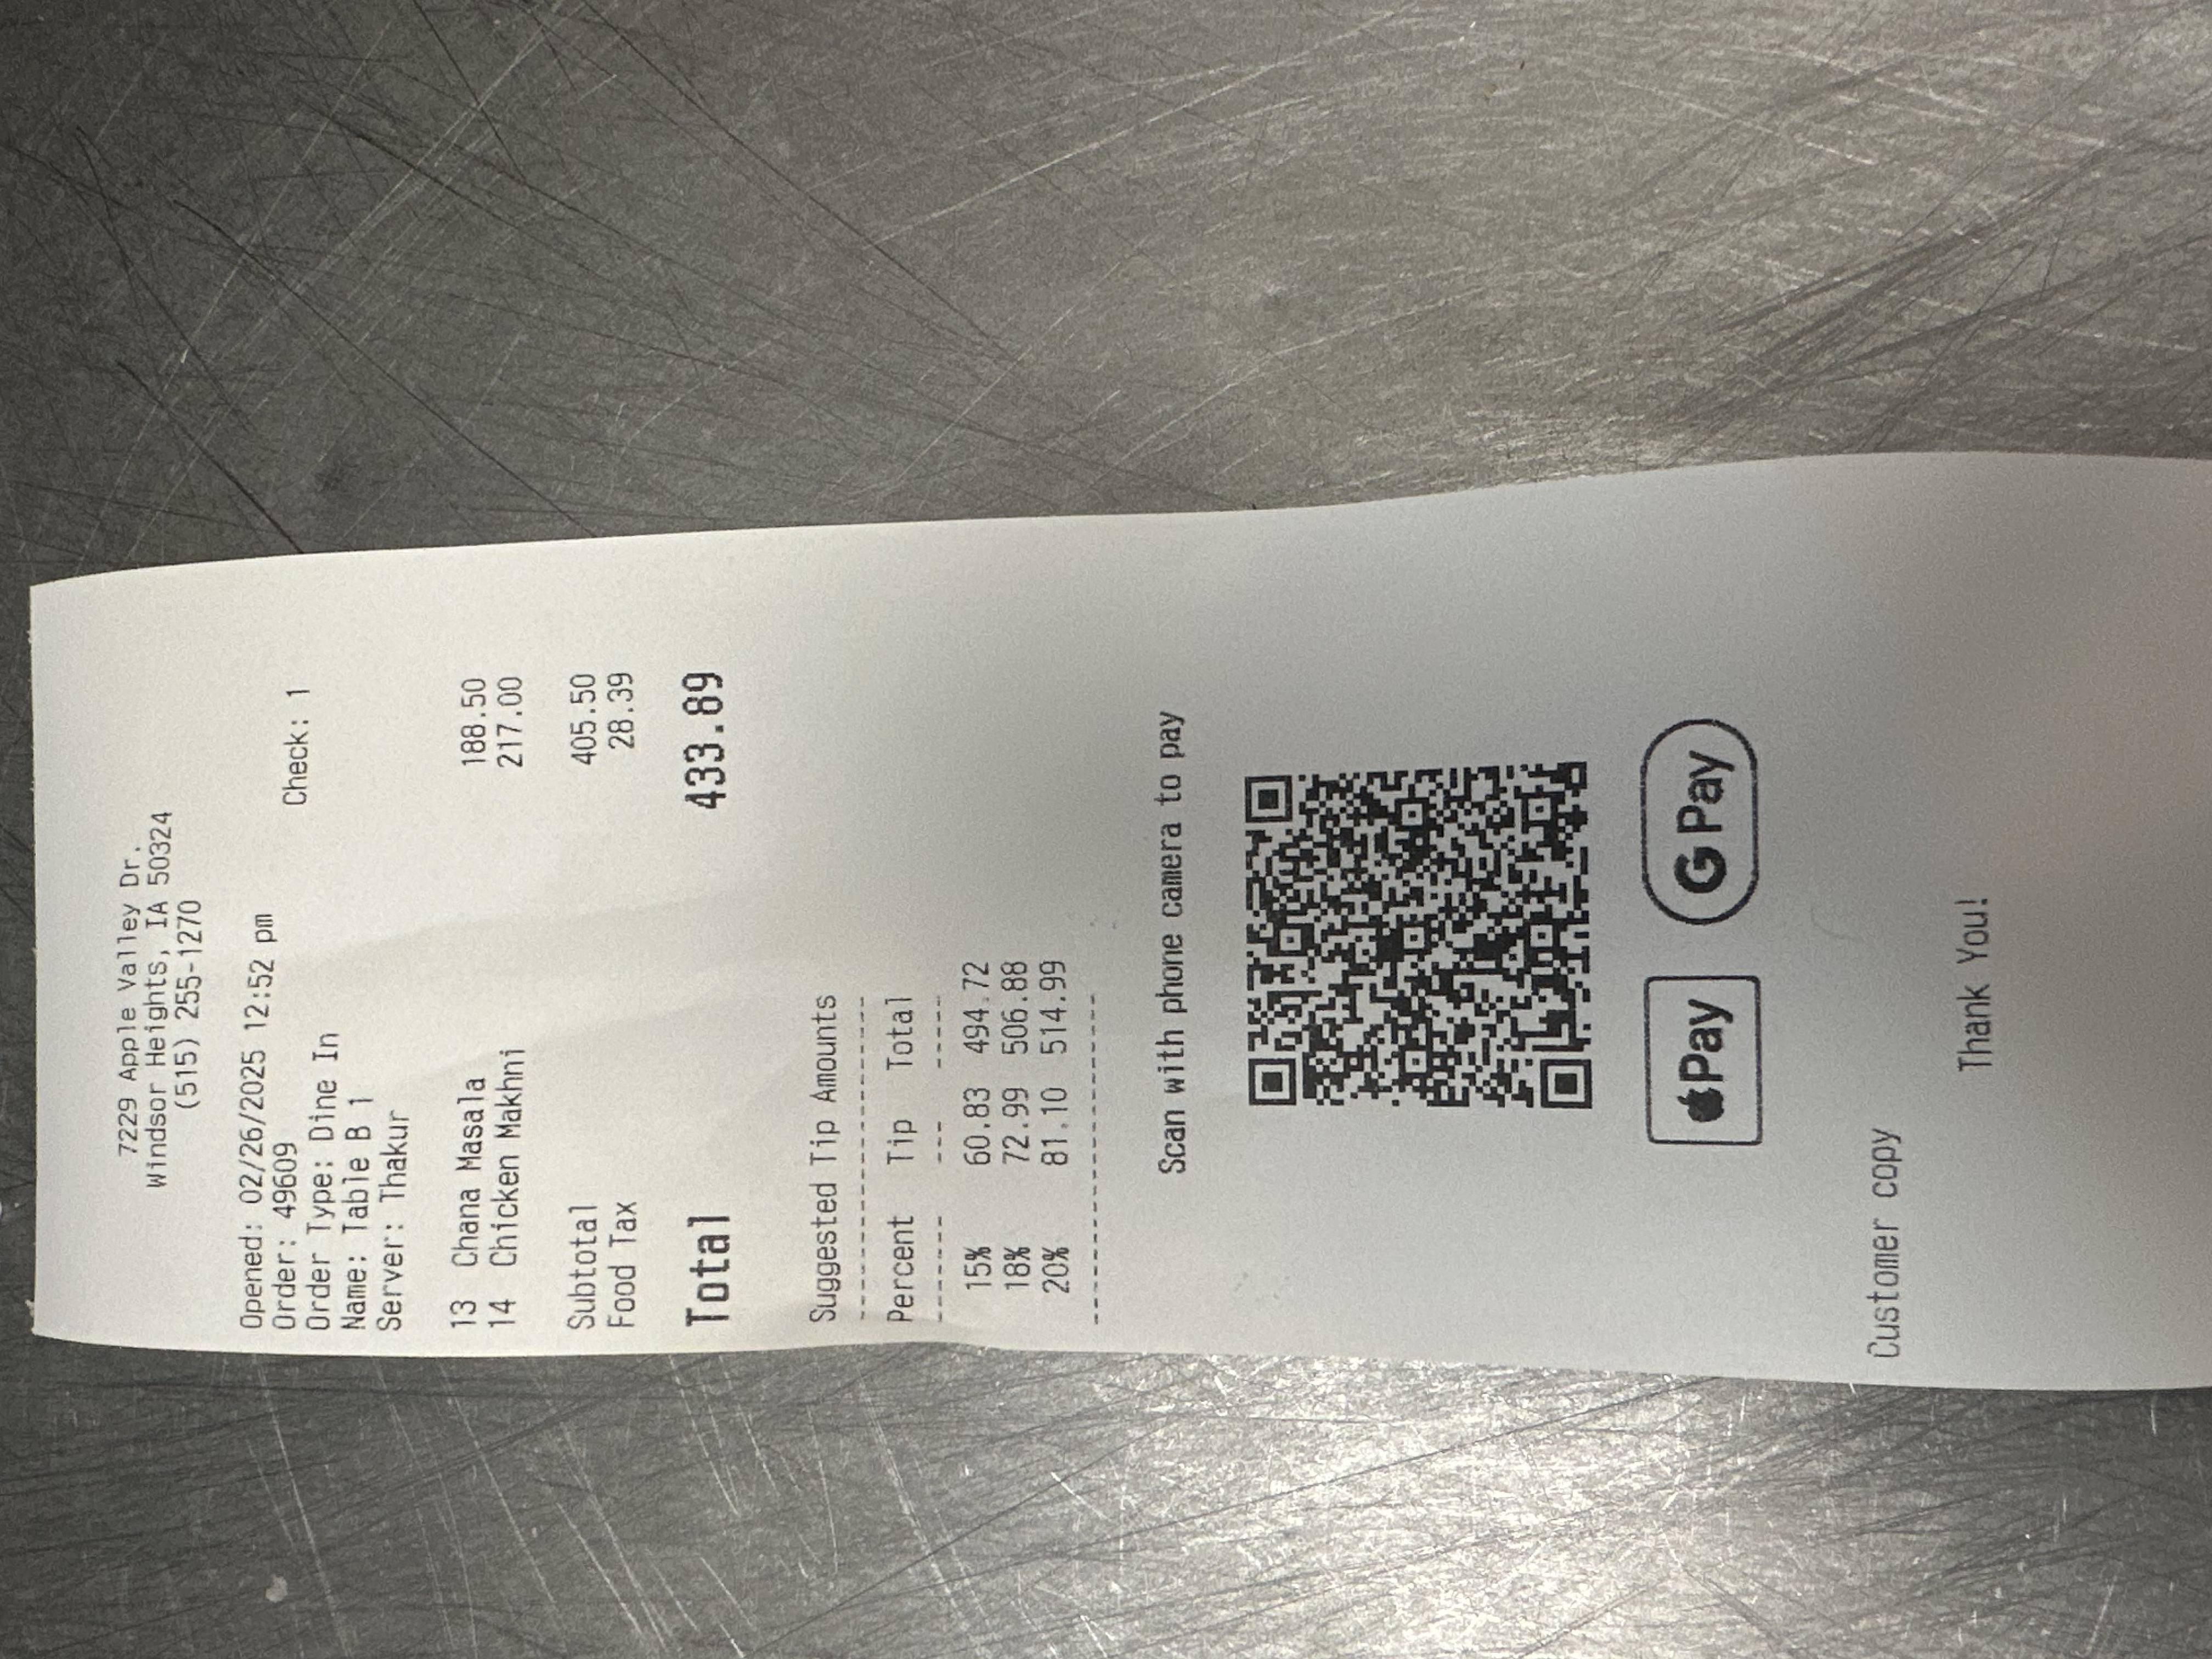 7229 Apple Valley Dr.
Windsor Heights, IA 50324
(515) 255-1270
Opened: 02/26/2025 12:52 pm
Order: 49609 Check: 1
Order Type: Dine In
Name: Table B 1
Server: Thakur
13 Chana Masala 188.50
14 Chicken Makhni 217.00
Subtotal 405.50
Food Tax 28.39
Total 433.89
Suggested Tip Amounts
---------------------
Percent Tip Total
------- --- -----
15% 60.83 494.72
18% 72.99 506.88
20% 81.10 514.99
---------------------
Scan with phone camera to pay
Pay G Pay
Customer copy
Thank You!